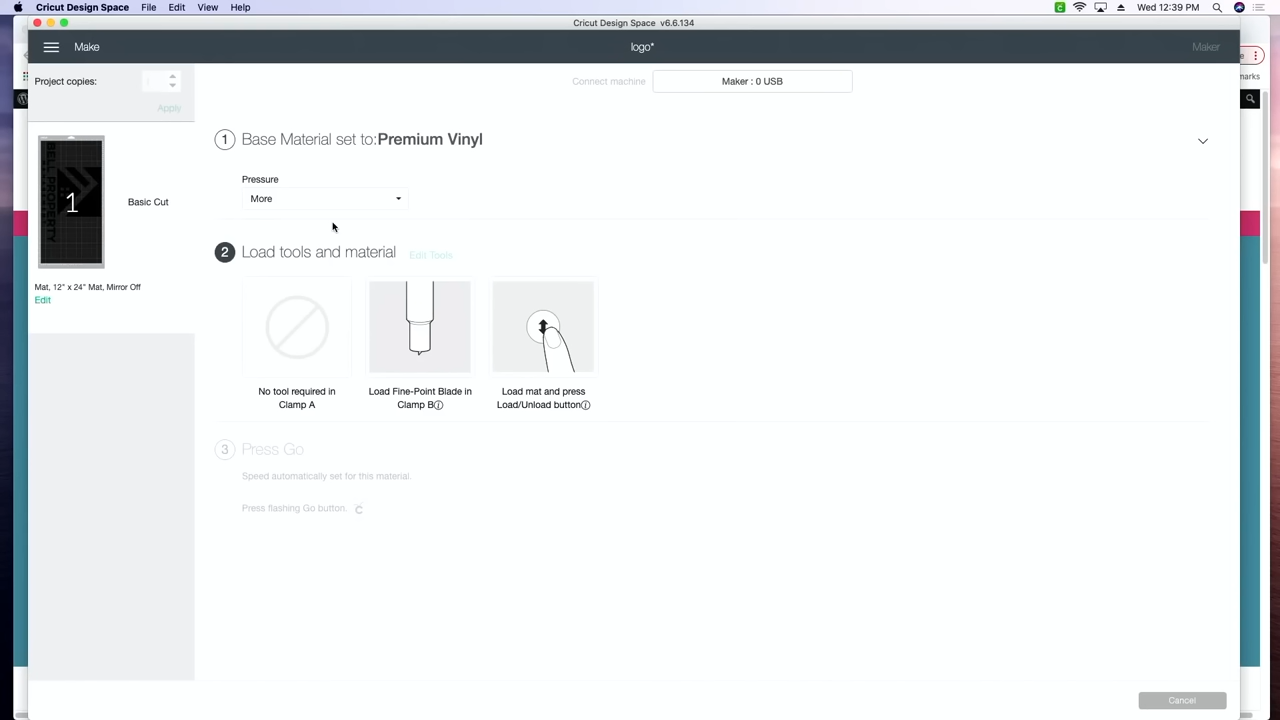 Cricut Design Space File Edit View Help Wed 12:39 PM
Cricut Design Space v6.6.134
Make logo* Maker
Project copies: Connect machine Maker : 0 USB
Apply
1 Base Material set to:Premium Vinyl
Pressure
More
BELL PROPERTY
1
Basic Cut
2 Load tools and material Edit Tools
Mat, 12" x 24" Mat, Mirror Off
Edit
No tool required in
Clamp A
Load Fine-Point Blade in
Clamp B
Load mat and press
Load/Unload button
3 Press Go
Speed automatically set for this material.
Press flashing Go button.
Cancel